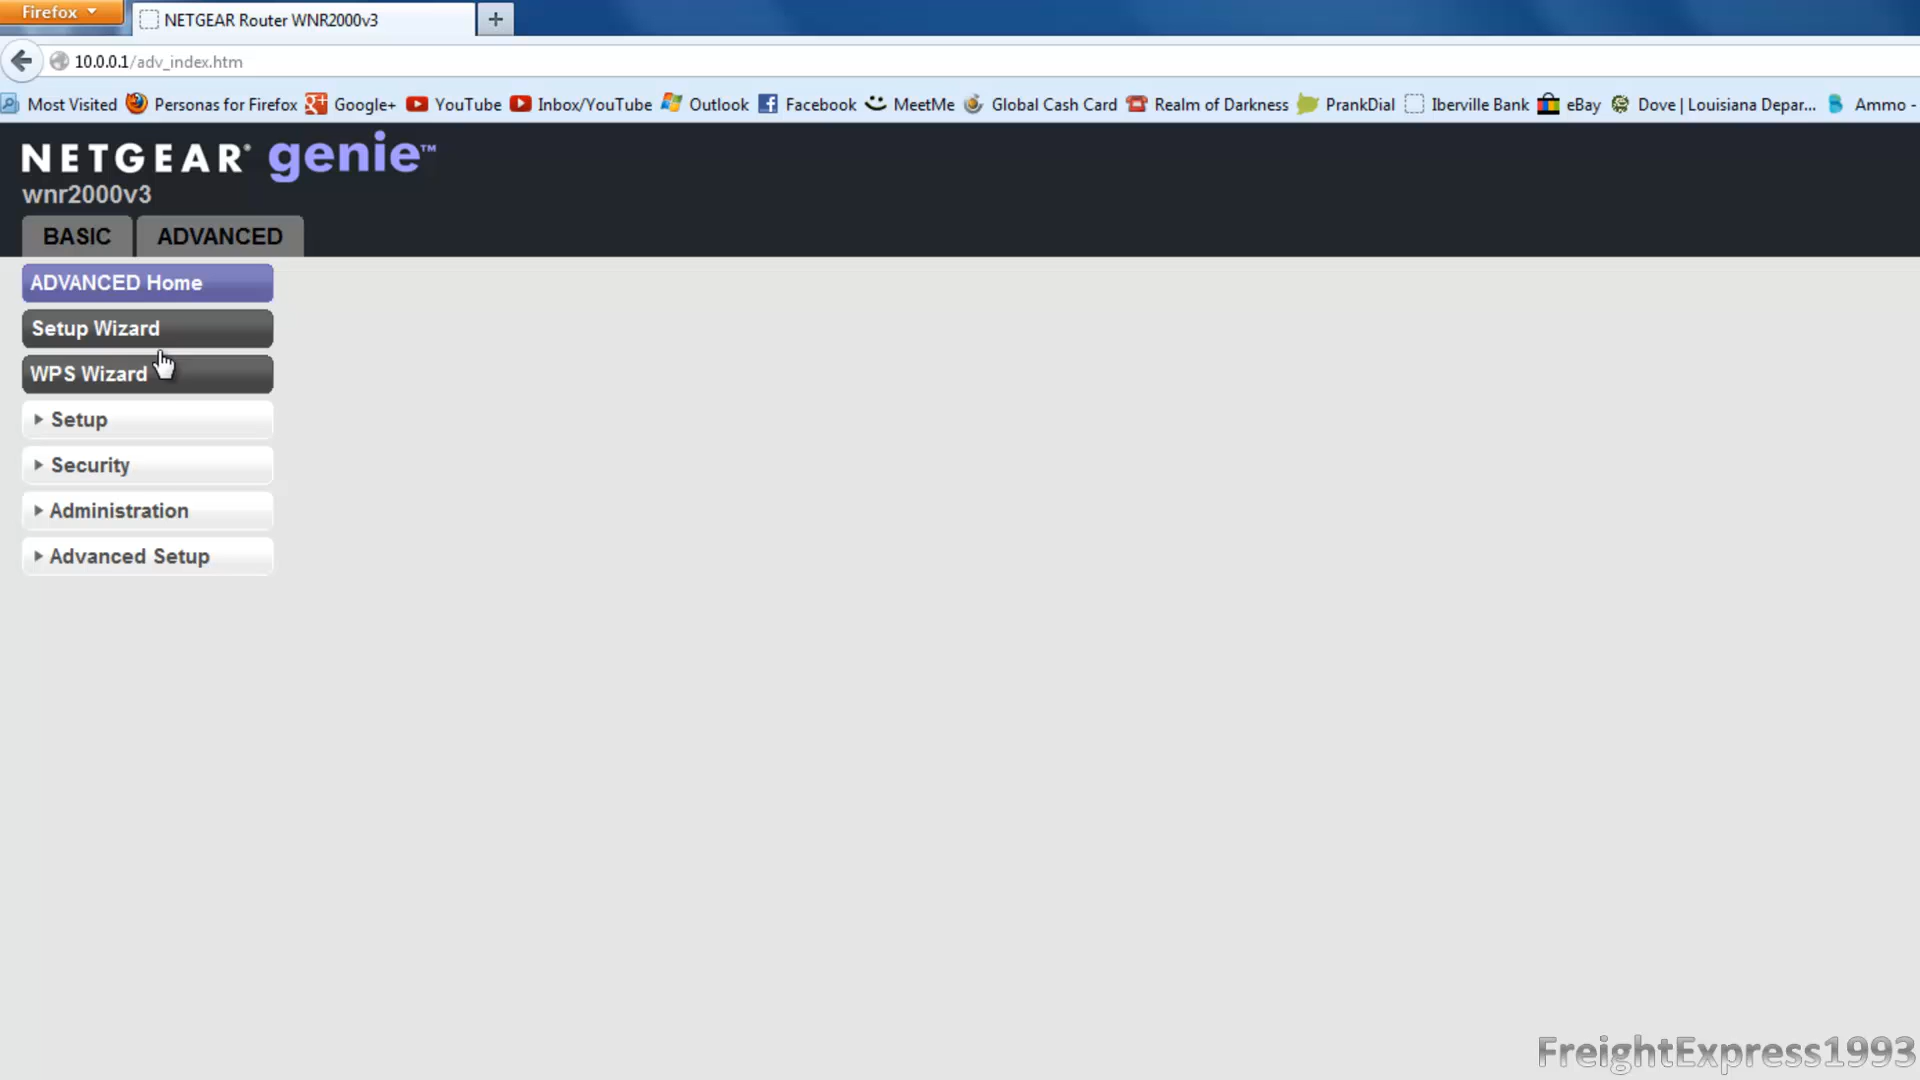 Firefox
NETGEAR Router WNR2000v3
+
10.0.0.1/adv_index.htm
Most Visited Personas for Firefox Google+ YouTube Inbox/YouTube Outlook Facebook MeetMe Global Cash Card Realm of Darkness PrankDial Iberville Bank eBay Dove | Louisiana Depar... Ammo -
NETGEAR® genie™
wnr2000v3
BASIC ADVANCED
ADVANCED Home
Setup Wizard
WPS Wizard
Setup
Security
Administration
Advanced Setup
FreightExpress1993